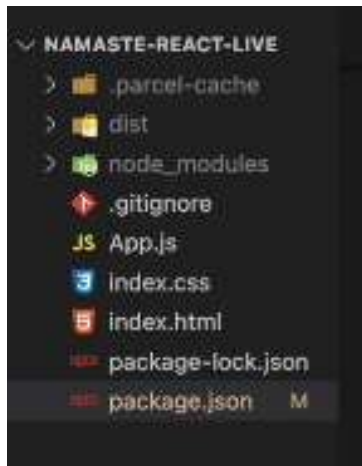 NAMASTE-REACT-LIVE
.parcel-cache
dist
node_modules
.gitignore
JS App.js
index.css
index.html
package-lock.json
package.json M